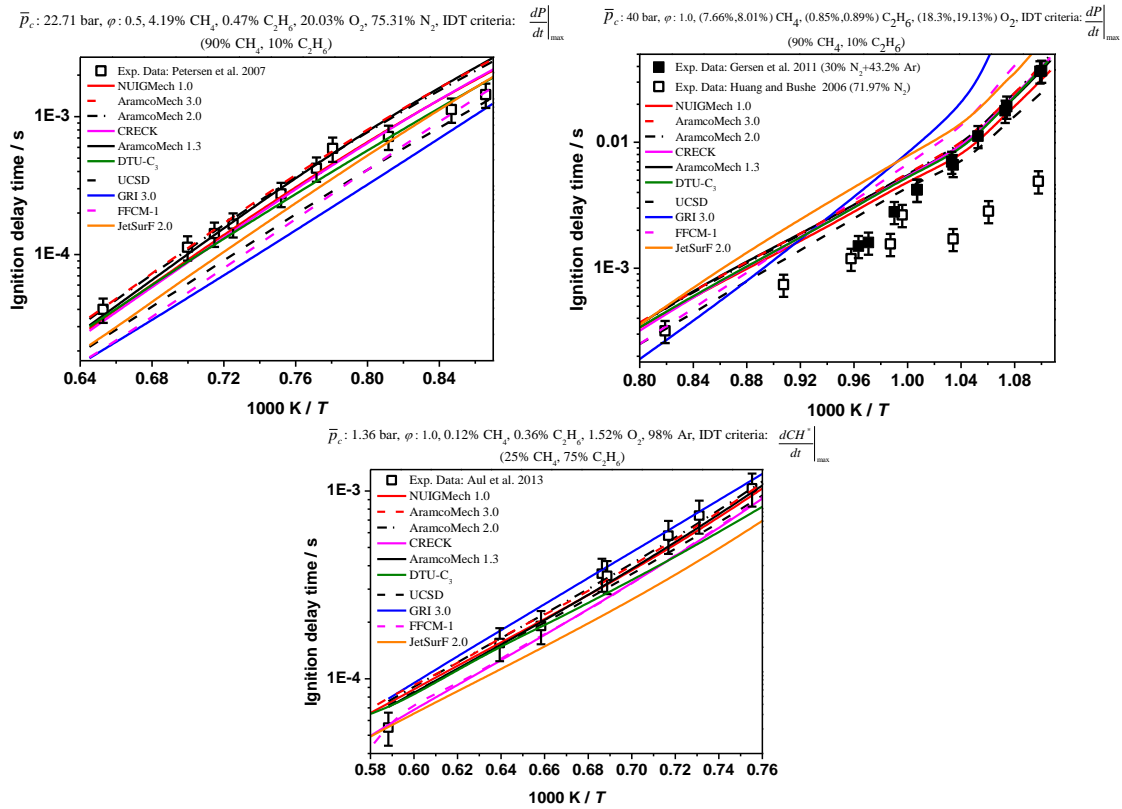 p̅c : 22.71 bar, φ : 0.5, 4.19% CH4, 0.47% C2H6, 20.03% O2, 75.31% N2, IDT criteria: dP/dt|max
(90% CH4, 10% C2H6)
Exp. Data: Petersen et al. 2007
NUIGMech 1.0
AramcoMech 3.0
AramcoMech 2.0
CRECK
AramcoMech 1.3
DTU-C3
UCSD
GRI 3.0
FFCM-1
JetSurF 2.0
Ignition delay time / s
1E-3
1E-4
0.64 0.68 0.72 0.76 0.80 0.84
1000 K / T
p̅c : 40 bar, φ : 1.0, (7.66%,8.01%) CH4, (0.85%,0.89%) C2H6, (18.3%,19.13%) O2, IDT criteria: dP/dt|max
(90% CH4, 10% C2H6)
Exp. Data: Gersen et al. 2011 (30% N2+43.2% Ar)
Exp. Data: Huang and Bushe 2006 (71.97% N2)
NUIGMech 1.0
AramcoMech 3.0
AramcoMech 2.0
CRECK
AramcoMech 1.3
DTU-C3
UCSD
GRI 3.0
FFCM-1
JetSurF 2.0
Ignition delay time / s
0.01
1E-3
0.80 0.84 0.88 0.92 0.96 1.00 1.04 1.08
1000 K / T
p̅c : 1.36 bar, φ : 1.0, 0.12% CH4, 0.36% C2H6, 1.52% O2, 98% Ar, IDT criteria: dCH*/dt|max
(25% CH4, 75% C2H6)
Exp. Data: Aul et al. 2013
NUIGMech 1.0
AramcoMech 3.0
AramcoMech 2.0
CRECK
AramcoMech 1.3
DTU-C3
UCSD
GRI 3.0
FFCM-1
JetSurF 2.0
Ignition delay time / s
1E-3
1E-4
0.58 0.60 0.62 0.64 0.66 0.68 0.70 0.72 0.74 0.76
1000 K / T